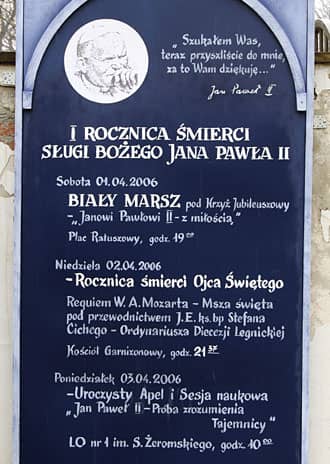 „Szukałem Was,
teraz przyszliście do mnie,
za to Wam dziękuję..."
Jan Paweł II
I ROCZNICA ŚMIERCI
SŁUGI BOŻEGO JANA PAWŁA II
Sobota 01.04.2006
BIAŁY MARSZ pod Krzyż Jubileuszowy
-„Janowi Pawłowi II - z miłością"
Plac Ratuszowy, godz. 19 00
Niedziela 02.04.2006
-Rocznica śmierci Ojca Świętego
Requiem W. A. Mozarta - Msza święta
pod przewodnictwem J.E. ks. bp Stefana
Cichego - Ordynariusza Diecezji Legnickiej
Kościół Garnizonowy, godz. 21 37
Poniedziałek 03.04.2006
-Uroczysty Apel i Sesja naukowa
„Jan Paweł II - Próba zrozumienia
Tajemnicy"
LO nr 1 im. S. Żeromskiego, godz. 10 00